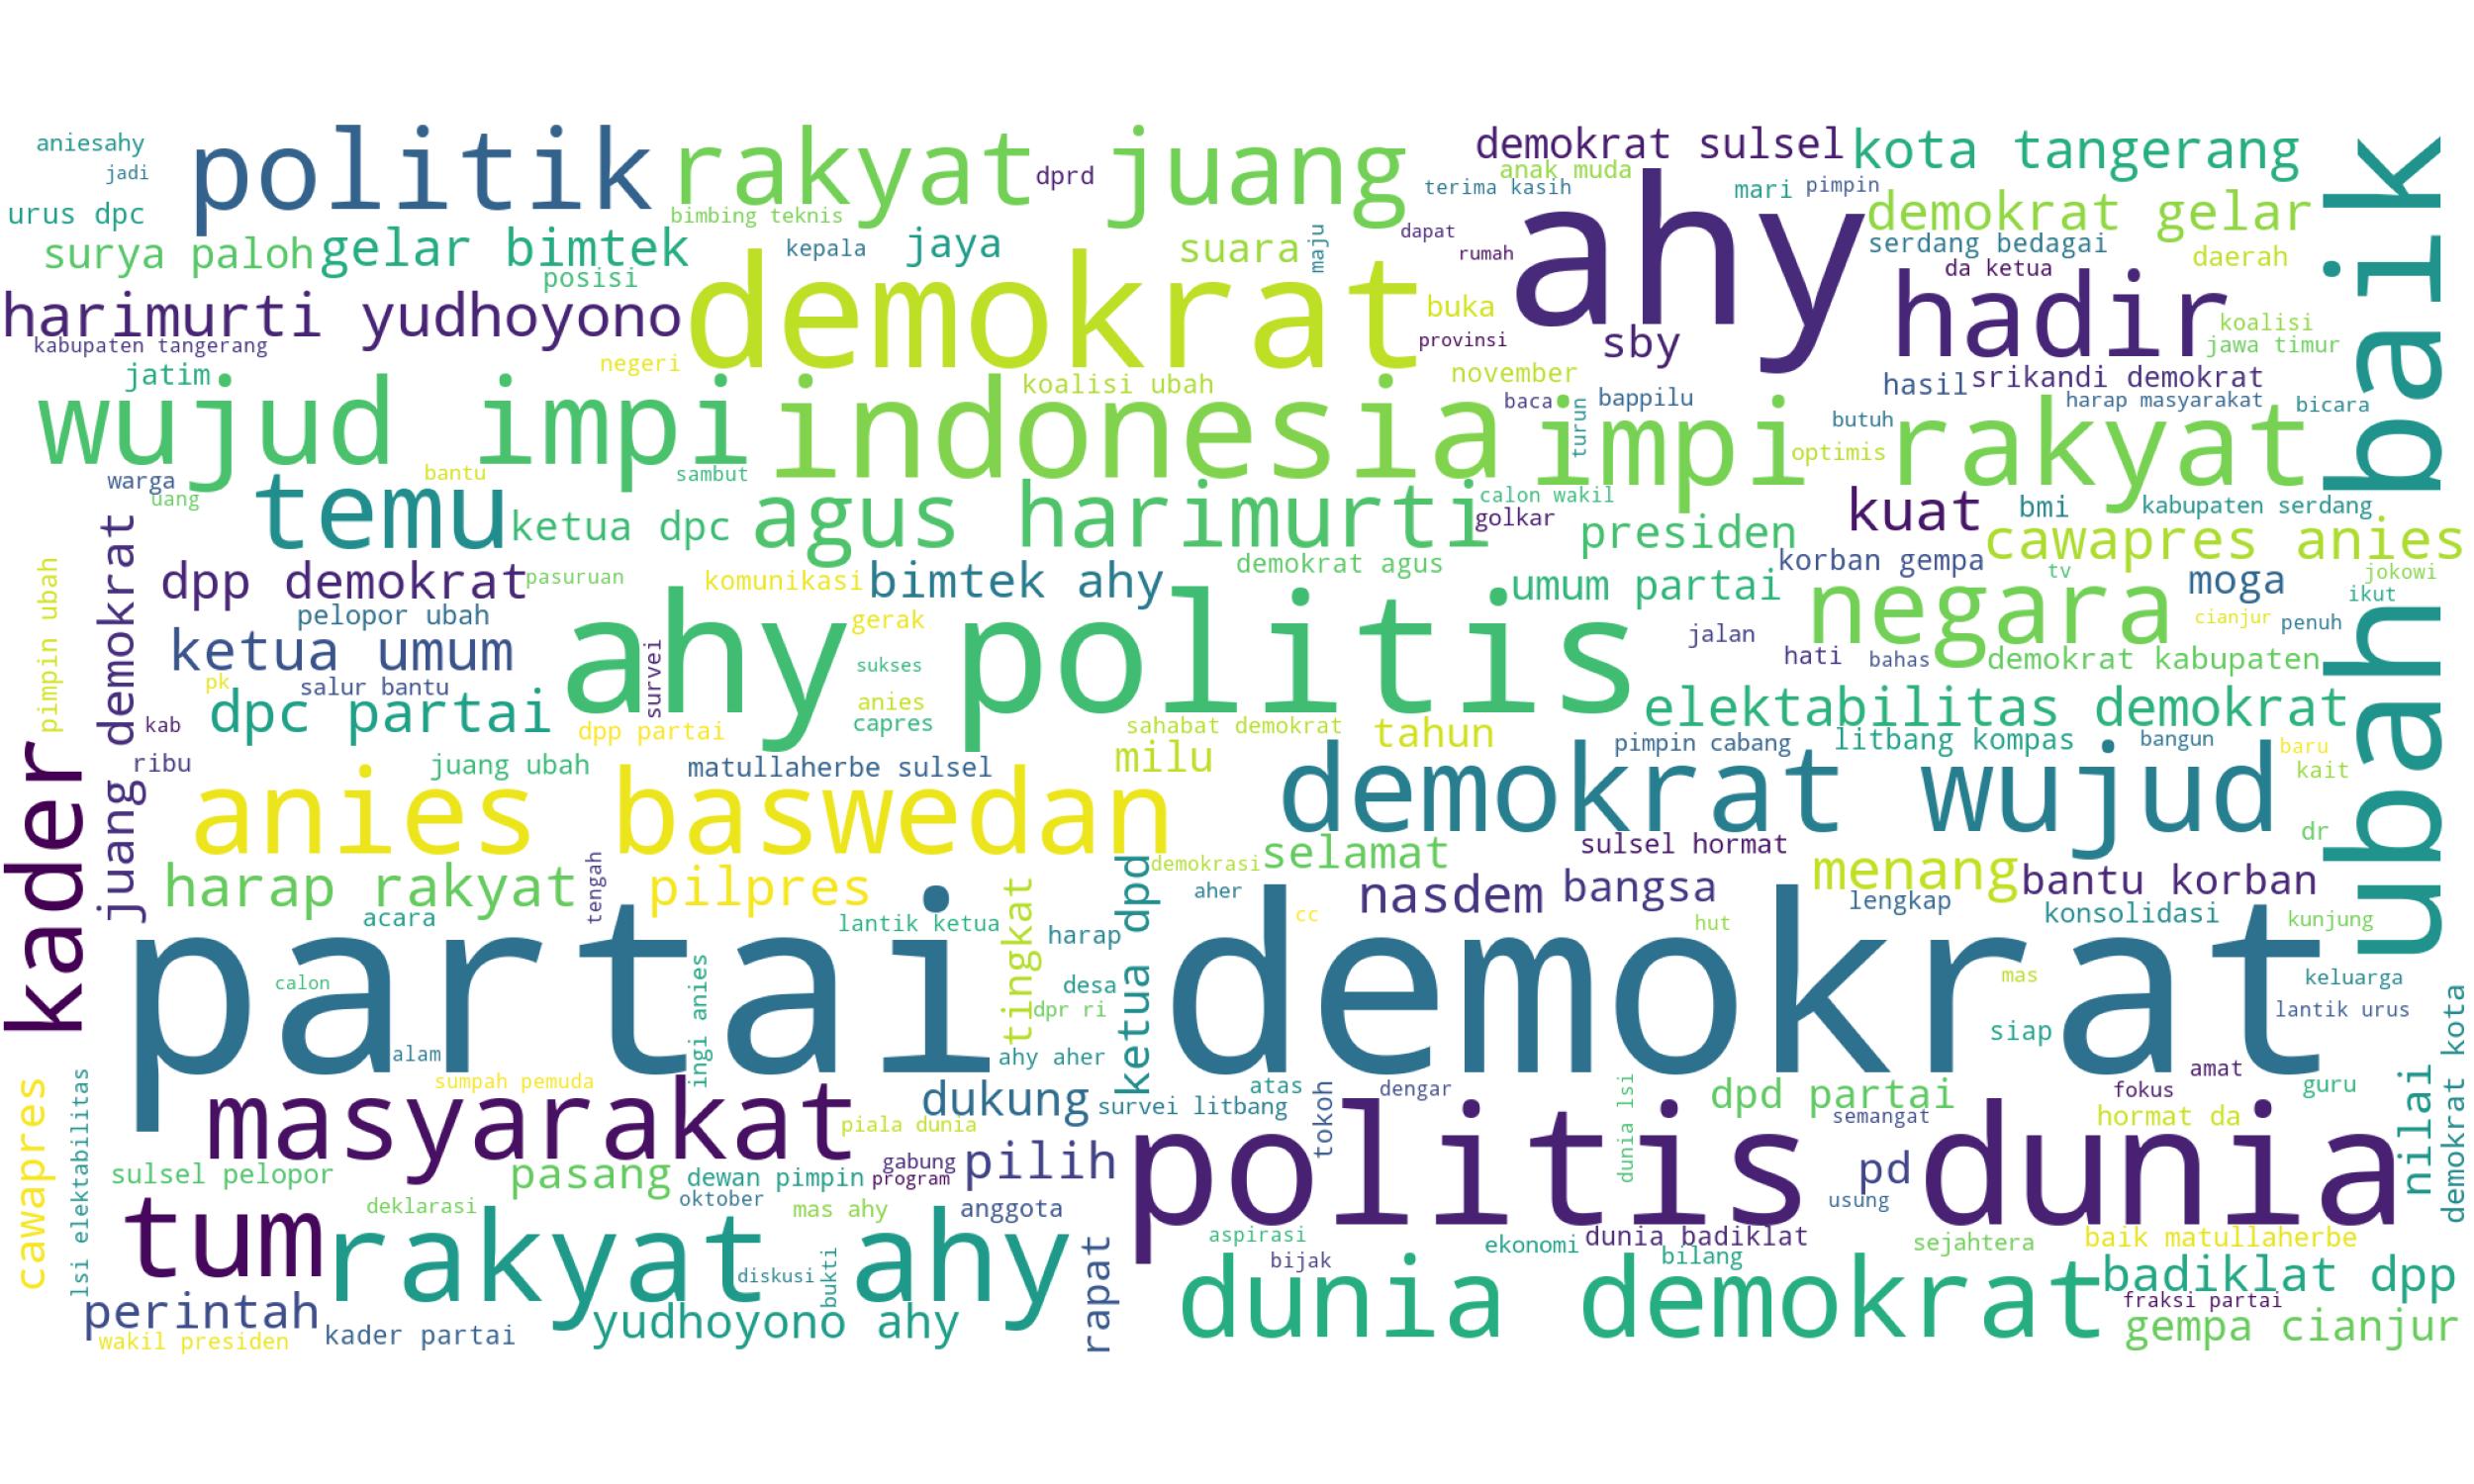 aniesahy
politik
rakyat juang
demokrat sulsel
kota tangerang
jadi
dprd
anak muda
terima kasih
mari
pimpin
urus dpc
bimbing teknis
ahy
demokrat gelar
ubah baik
surya paloh
gelar bimtek
kepala
jaya
suara
maju
dapat
rumah
serdang bedagai
daerah
posisi
da ketua
harimurti yudhoyono
demokrat
buka
hadir
koalisi
kabupaten tangerang
provinsi
sby
jawa timur
negeri
jatim
koalisi ubah
november
hasil
srikandi demokrat
wujud impi
indonesia
baca
bappilu
turun
impi rakyat
butuh
harap masyarakat
bicara
optimis
warga
bantu
sambut
uang
temu
ketua dpc
agus harimurti
calon wakil
golkar
presiden
kuat
bmi
kabupaten serdang
cawapres anies
juang demokrat
pimpin ubah
dpp demokrat
pasuruan
komunikasi
bimtek ahy
demokrat agus
umum partai
korban gempa
tv
moga
jokowi
ikut
pelopor ubah
ahy politis
gerak
negara
cianjur
penuh
ketua umum
survei
sukses
jalan
hati
bahas
demokrat kabupaten
pk
salur bantu
anies
capres
dpc partai
kab
dpp partai
sahabat demokrat
tahun
elektabilitas demokrat
kader
ribu
juang ubah
matullaherbe sulsel
milu
pimpin cabang
litbang kompas
bangun
baru
kait
anies baswedan
demokrat wujud
dr
sulsel hormat
harap rakyat
tengah
pilpres
demokrasi
selamat
menang
ketua dpd
tingkat
aher
nasdem
bangsa
bantu korban
acara
lantik ketua
harap
cc
hut
lengkap
konsolidasi
kunjung
partai
demokrat
calon
ingi anies
desa
dpr ri
mas
keluarga
lantik urus
siap
alam
ahy aher
demokrat kota
cawapres
lsi elektabilitas
sumpah pemuda
masyarakat
dukung
survei litbang
atas
tokoh
dengar
dunia lsi
dpd partai
amat
fokus
guru
nilai
piala dunia
politis dunia
semangat
hormat da
sulsel pelopor
pasang
dewan pimpin
gabung
program
pilih
pd
usung
tum
deklarasi
oktober
mas ahy
anggota
rakyat ahy
diskusi
bukti
rapat
aspirasi
bijak
ekonomi
dunia badiklat
bilang
sejahtera
baik matullaherbe
dunia demokrat
badiklat dpp
perintah
yudhoyono ahy
fraksi partai
gempa cianjur
wakil presiden
kader partai